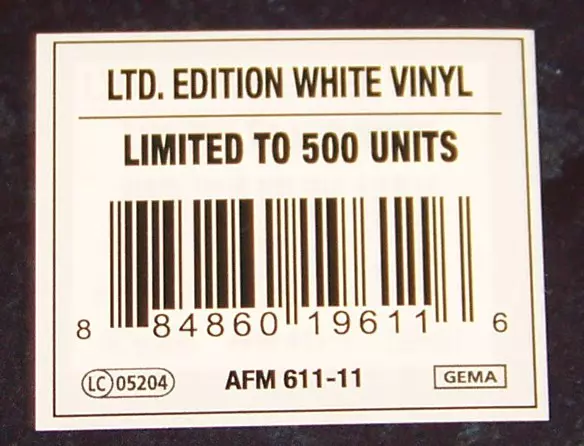 LTD. EDITION WHITE VINYL
LIMITED TO 500 UNITS
8 84860 19611 6
LC 05204 AFM 611-11 GEMA